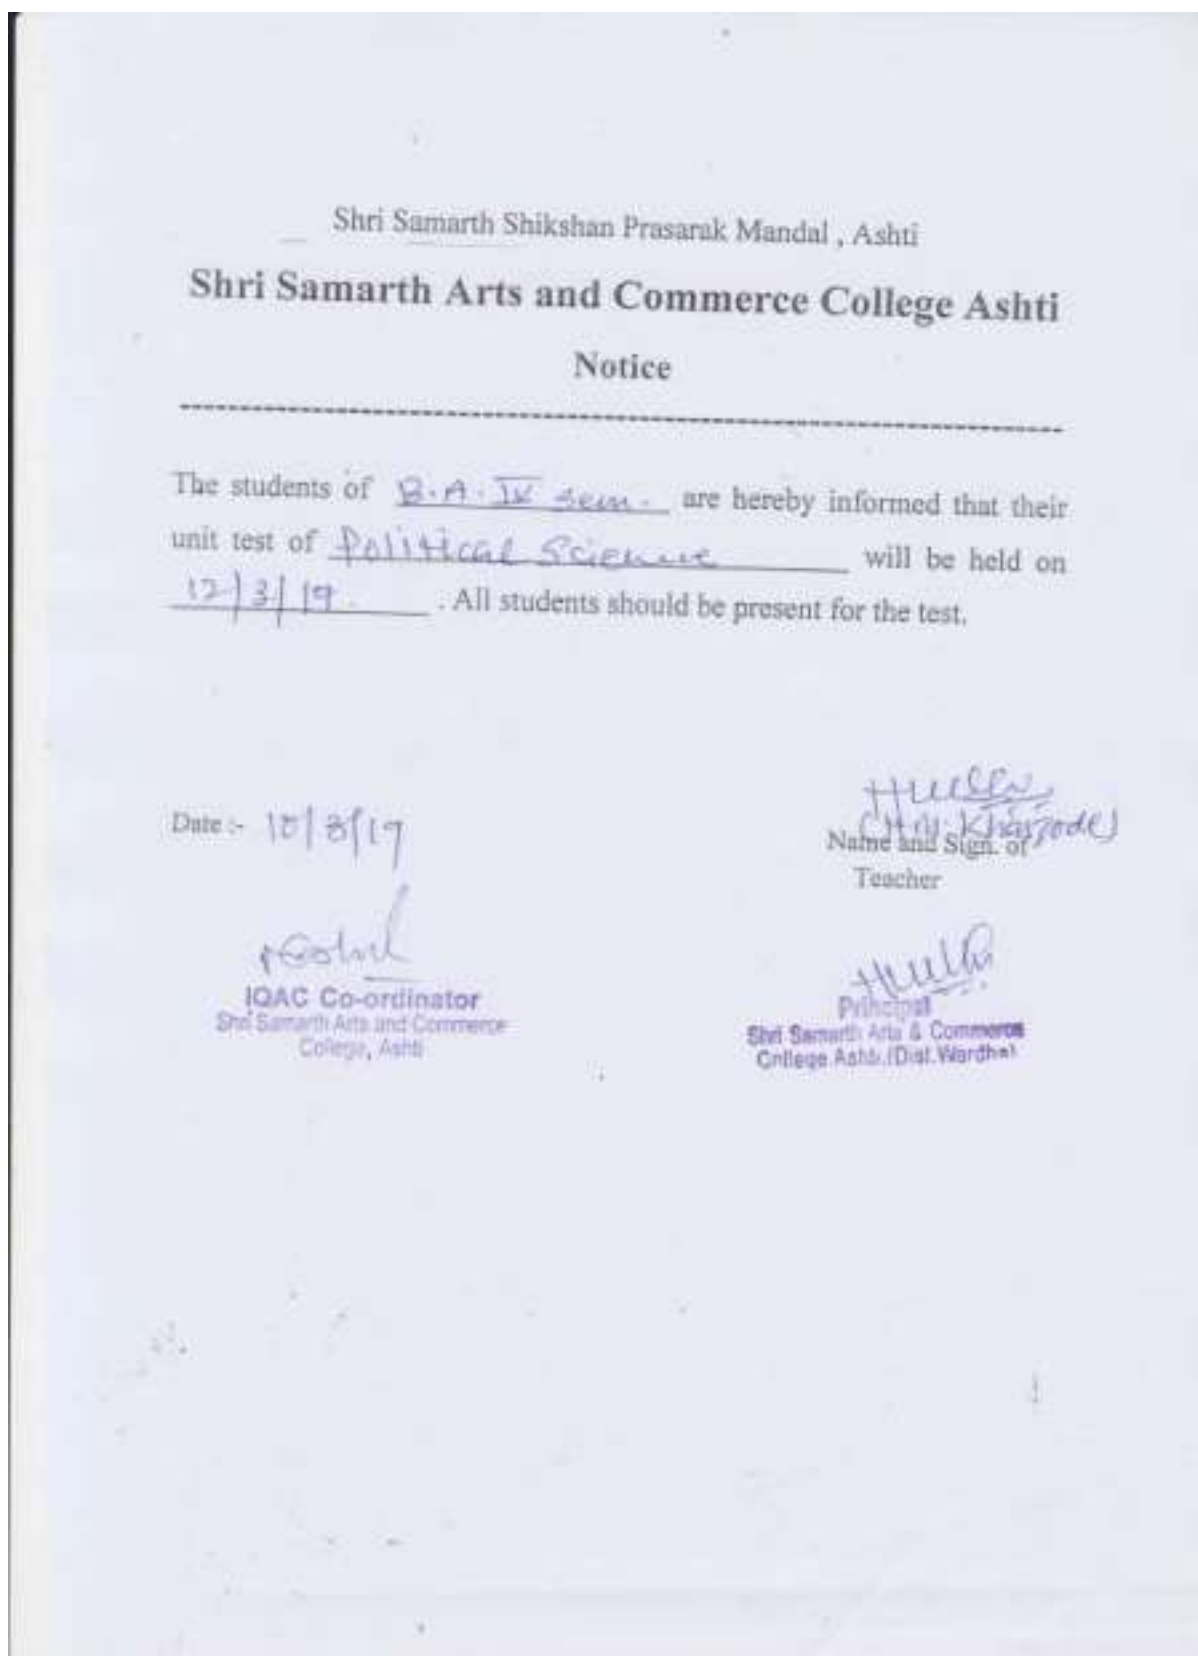 Shri Samarth Shikshan Prasarak Mandal , Ashti
Shri Samarth Arts and Commerce College Ashti
Notice
The students of B.A. IV sem. are hereby informed that their
unit test of Political Science will be held on
12/3/19. . All students should be present for the test.
Date :- 10/3/19
Name and Sign. of
Teacher
IQAC Co-ordinator
Shri Samarth Arts and Commerce
College, Ashti
Principal
Shri Samarth Arts & Commerce
College Ashti.(Dist.Wardha)